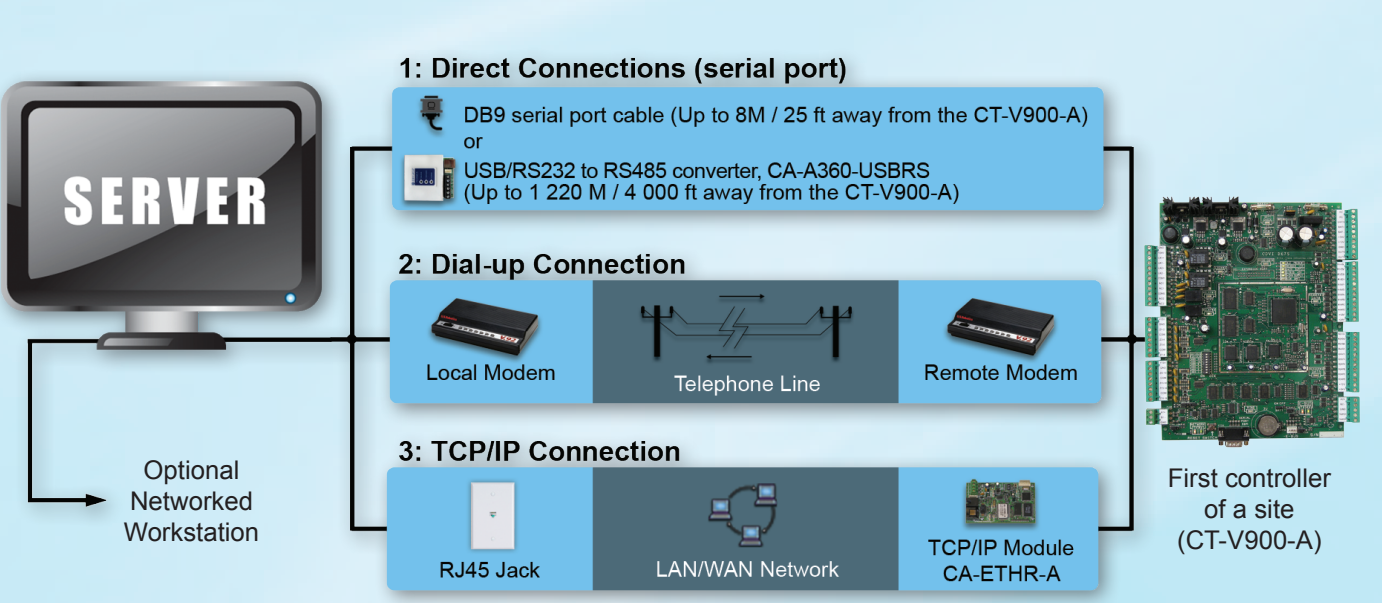 1: Direct Connections (serial port)
DB9 serial port cable (Up to 8M / 25 ft away from the CT-V900-A)
or
USB/RS232 to RS485 converter, CA-A360-USBRS
(Up to 1 220 M / 4 000 ft away from the CT-V900-A)
SERVER
2: Dial-up Connection
Local Modem
Telephone Line
Remote Modem
3: TCP/IP Connection
RJ45 Jack
LAN/WAN Network
TCP/IP Module
CA-ETHR-A
Optional
Networked
Workstation
First controller
of a site
(CT-V900-A)